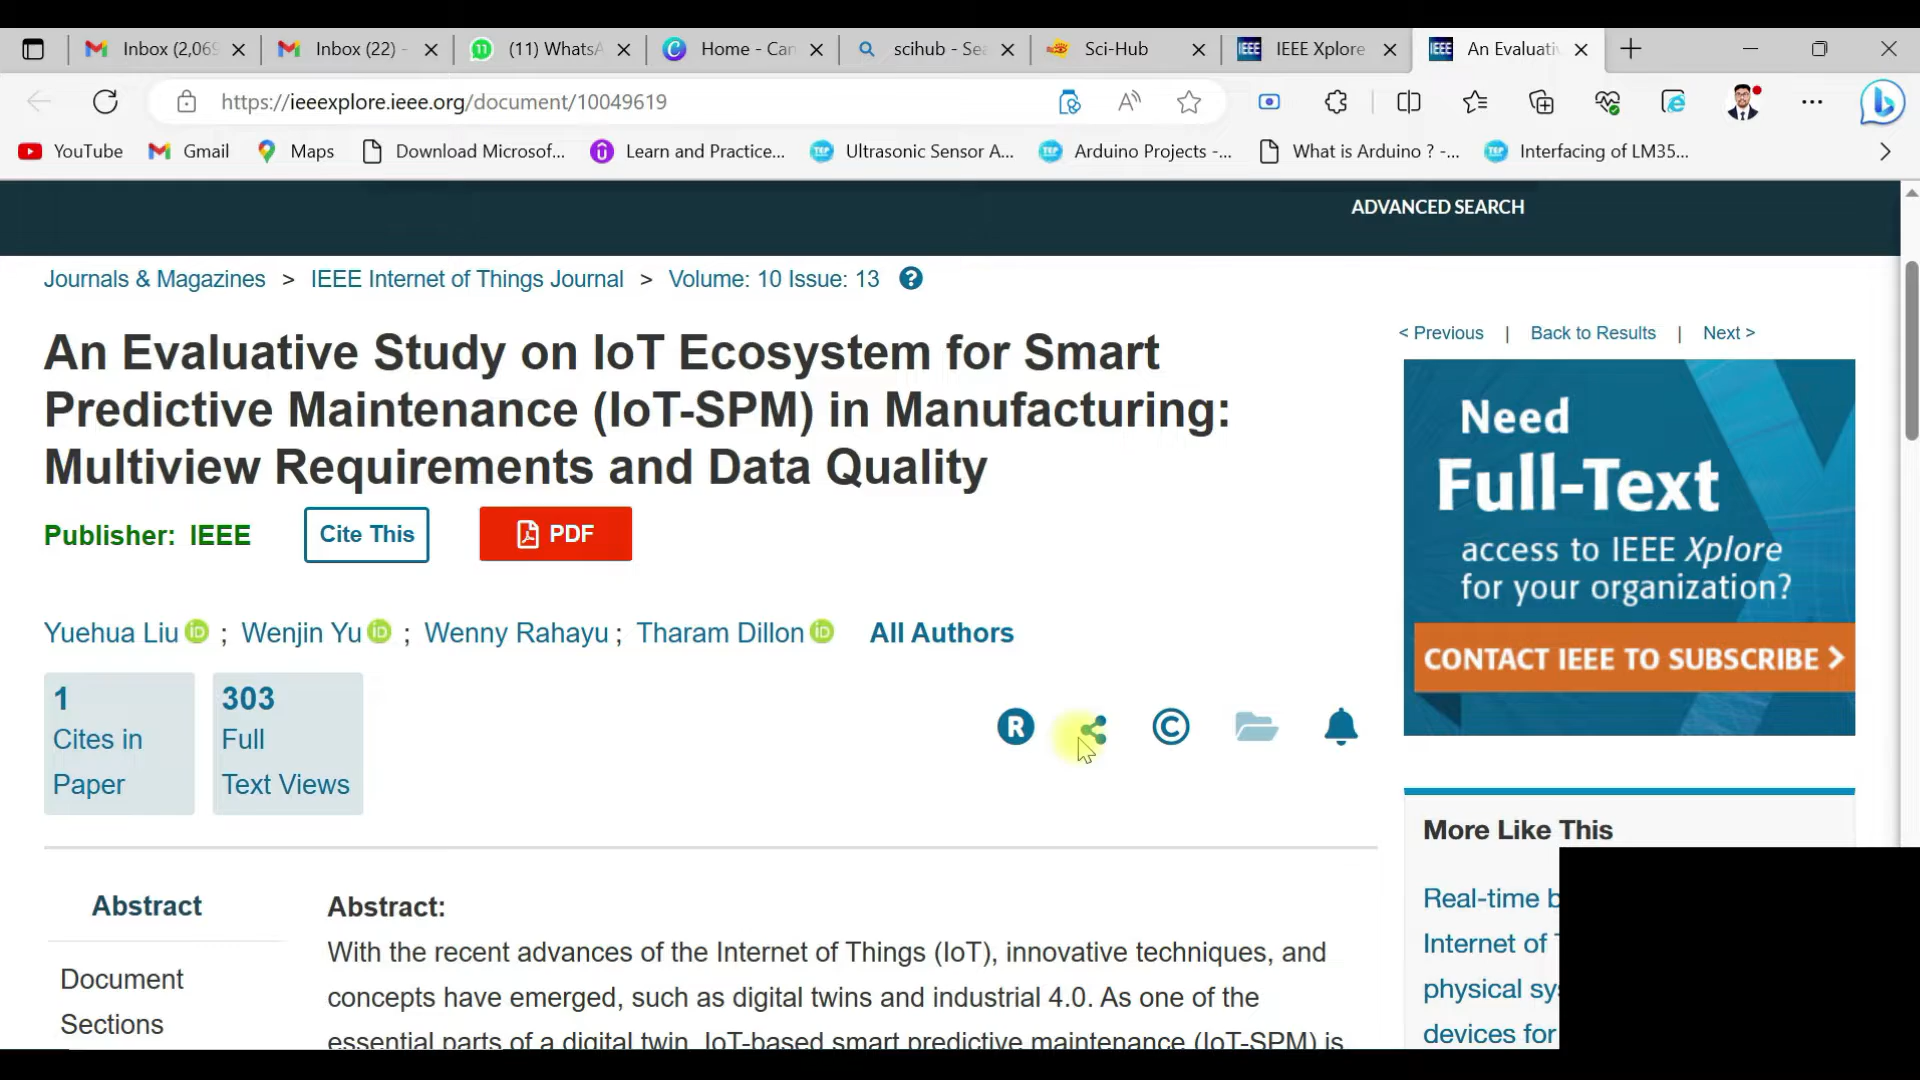 Inbox (2,069
Inbox (22) -
(11) WhatsA
Home - Can
scihub - Sea
Sci-Hub
IEEE Xplore
An Evaluati
https://ieeexplore.ieee.org/document/10049619
YouTube
Gmail
Maps
Download Microsof...
Learn and Practice...
Ultrasonic Sensor A...
Arduino Projects -...
What is Arduino ? -...
Interfacing of LM35...
ADVANCED SEARCH
Journals & Magazines > IEEE Internet of Things Journal > Volume: 10 Issue: 13
An Evaluative Study on IoT Ecosystem for Smart
Predictive Maintenance (IoT-SPM) in Manufacturing:
Multiview Requirements and Data Quality
Publisher: IEEE
Cite This
PDF
Yuehua Liu ; Wenjin Yu ; Wenny Rahayu ; Tharam Dillon All Authors
1
Cites in
Paper
303
Full
Text Views
< Previous | Back to Results | Next >
Need
Full-Text
access to IEEE Xplore
for your organization?
CONTACT IEEE TO SUBSCRIBE >
More Like This
Real-time b
Internet of T
physical sys
devices for
Abstract
Document
Sections
Abstract:
With the recent advances of the Internet of Things (IoT), innovative techniques, and
concepts have emerged, such as digital twins and industrial 4.0. As one of the
essential parts of a digital twin, IoT-based smart predictive maintenance (IoT-SPM) is